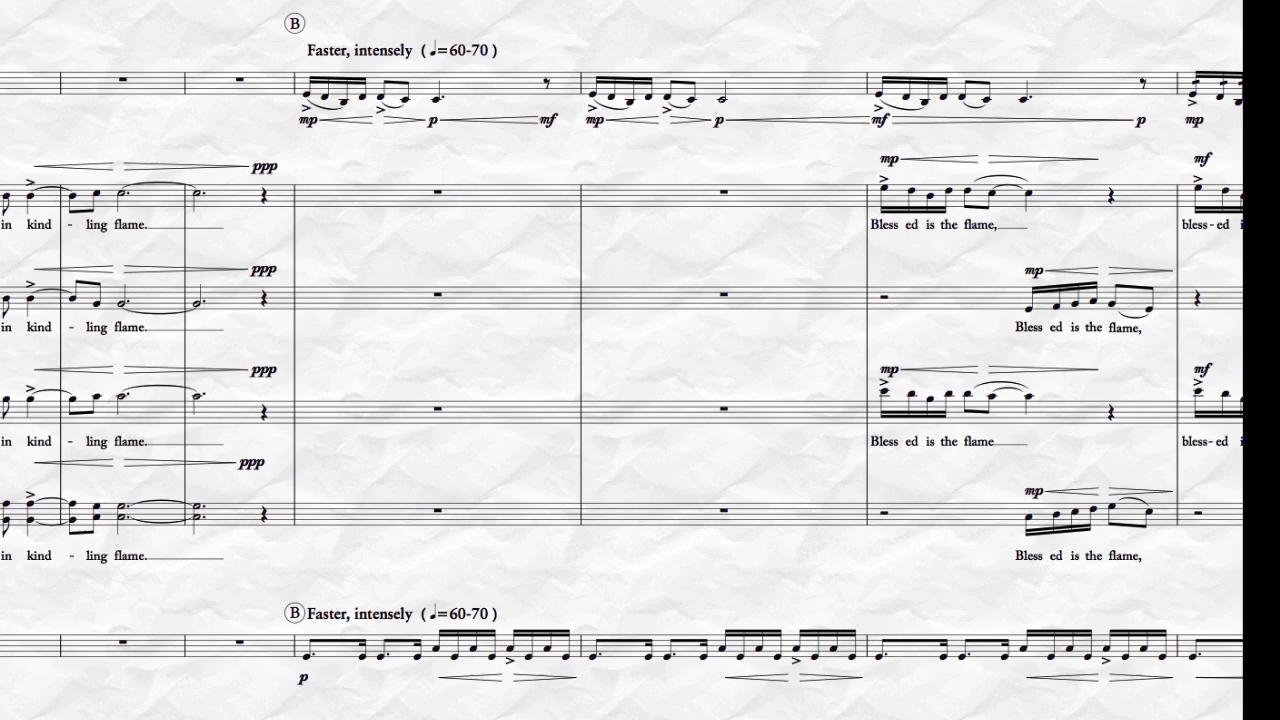 B
Faster, intensely ( ♩=60-70 )
mp p mf mp p mf p mp
ppp mp mf
in kind - ling flame. Bless ed is the flame, bless-ed i
ppp mp
in kind - ling flame. Bless ed is the flame,
ppp mp mf
in kind - ling flame. Bless ed is the flame bless-ed i
ppp mp
in kind - ling flame. Bless ed is the flame,
B Faster, intensely ( ♩=60-70 )
p